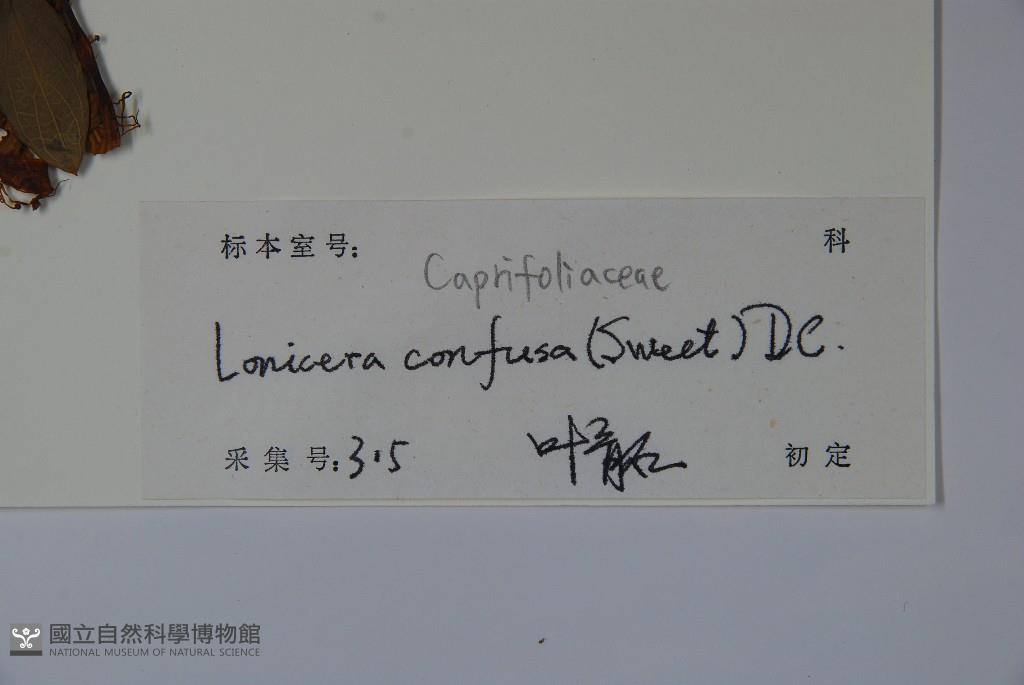 标本室号: 科
Caprifoliaceae
Lonicera confusa (Sweet) DC.
采集号: 3.5 叶 初定
國立自然科學博物館
NATIONAL MUSEUM OF NATURAL SCIENCE